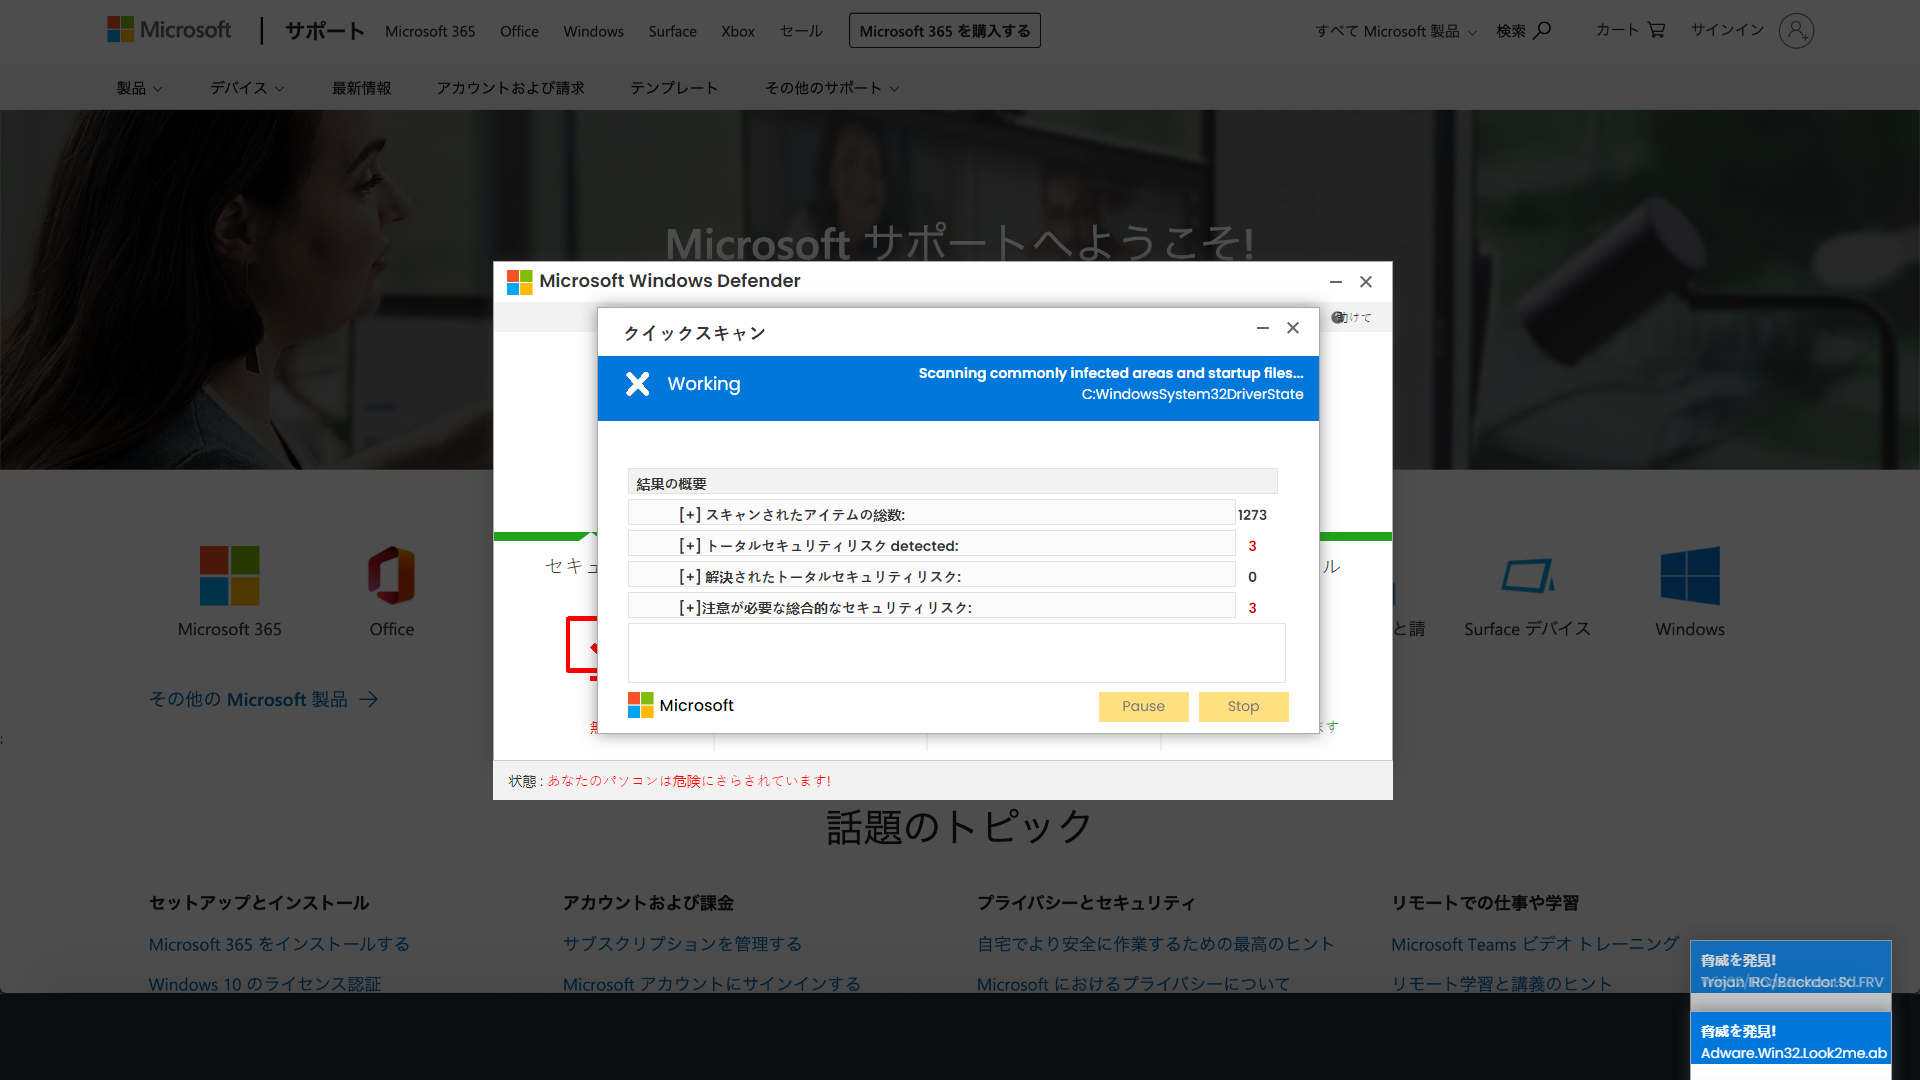 Microsoft
サポート
Microsoft 365
Office
Windows
Surface
Xbox
セール
Microsoft 365 を購入する
すべて Microsoft 製品
検索
カート
サインイン
製品
デバイス
最新情報
アカウントおよび請求
テンプレート
その他のサポート
Microsoft サポートへようこそ!
Microsoft Windows Defender
けて
クイックスキャン
Working
Scanning commonly infected areas and startup files...
C:WindowsSystem32DriverState
結果の概要
[+] スキャンされたアイテムの総数:
1273
[+] トータルセキュリティリスク detected:
3
[+] 解決されたトータルセキュリティリスク:
0
[+]注意が必要な総合的なセキュリティリスク:
3
Microsoft
Pause
Stop
セキュ
ル
ます
状態 : あなたのパソコンは危険にさらされています!
Microsoft 365
Office
と請
Surface デバイス
Windows
その他の Microsoft 製品
話題のトピック
セットアップとインストール
Microsoft 365 をインストールする
Windows 10 のライセンス認証
アカウントおよび課金
サブスクリプションを管理する
Microsoft アカウントにサインインする
プライバシーとセキュリティ
自宅でより安全に作業するための最高のヒント
Microsoft におけるプライバシーについて
リモートでの仕事や学習
Microsoft Teams ビデオ トレーニング
リモート学習と講義のヒント
脅威を発見!
脅威を発見!
Adware.Win32.Look2me.ab